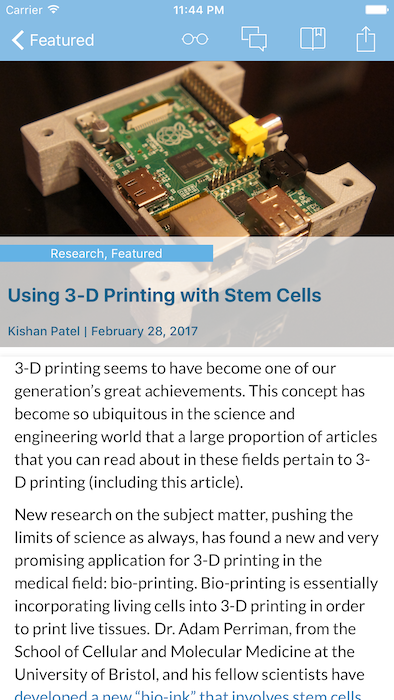 Carrier 11:44 PM
Featured
Research, Featured
Using 3-D Printing with Stem Cells
Kishan Patel | February 28, 2017
3-D printing seems to have become one of our
generation's great achievements. This concept has
become so ubiquitous in the science and
engineering world that a large proportion of articles
that you can read about in these fields pertain to 3-
D printing (including this article).
New research on the subject matter, pushing the
limits of science as always, has found a new and very
promising application for 3-D printing in the
medical field: bio-printing. Bio-printing is essentially
incorporating living cells into 3-D printing in order
to print live tissues. Dr. Adam Perriman, from the
School of Cellular and Molecular Medicine at the
University of Bristol, and his fellow scientists have
developed a new “bio-ink” that involves stem cells